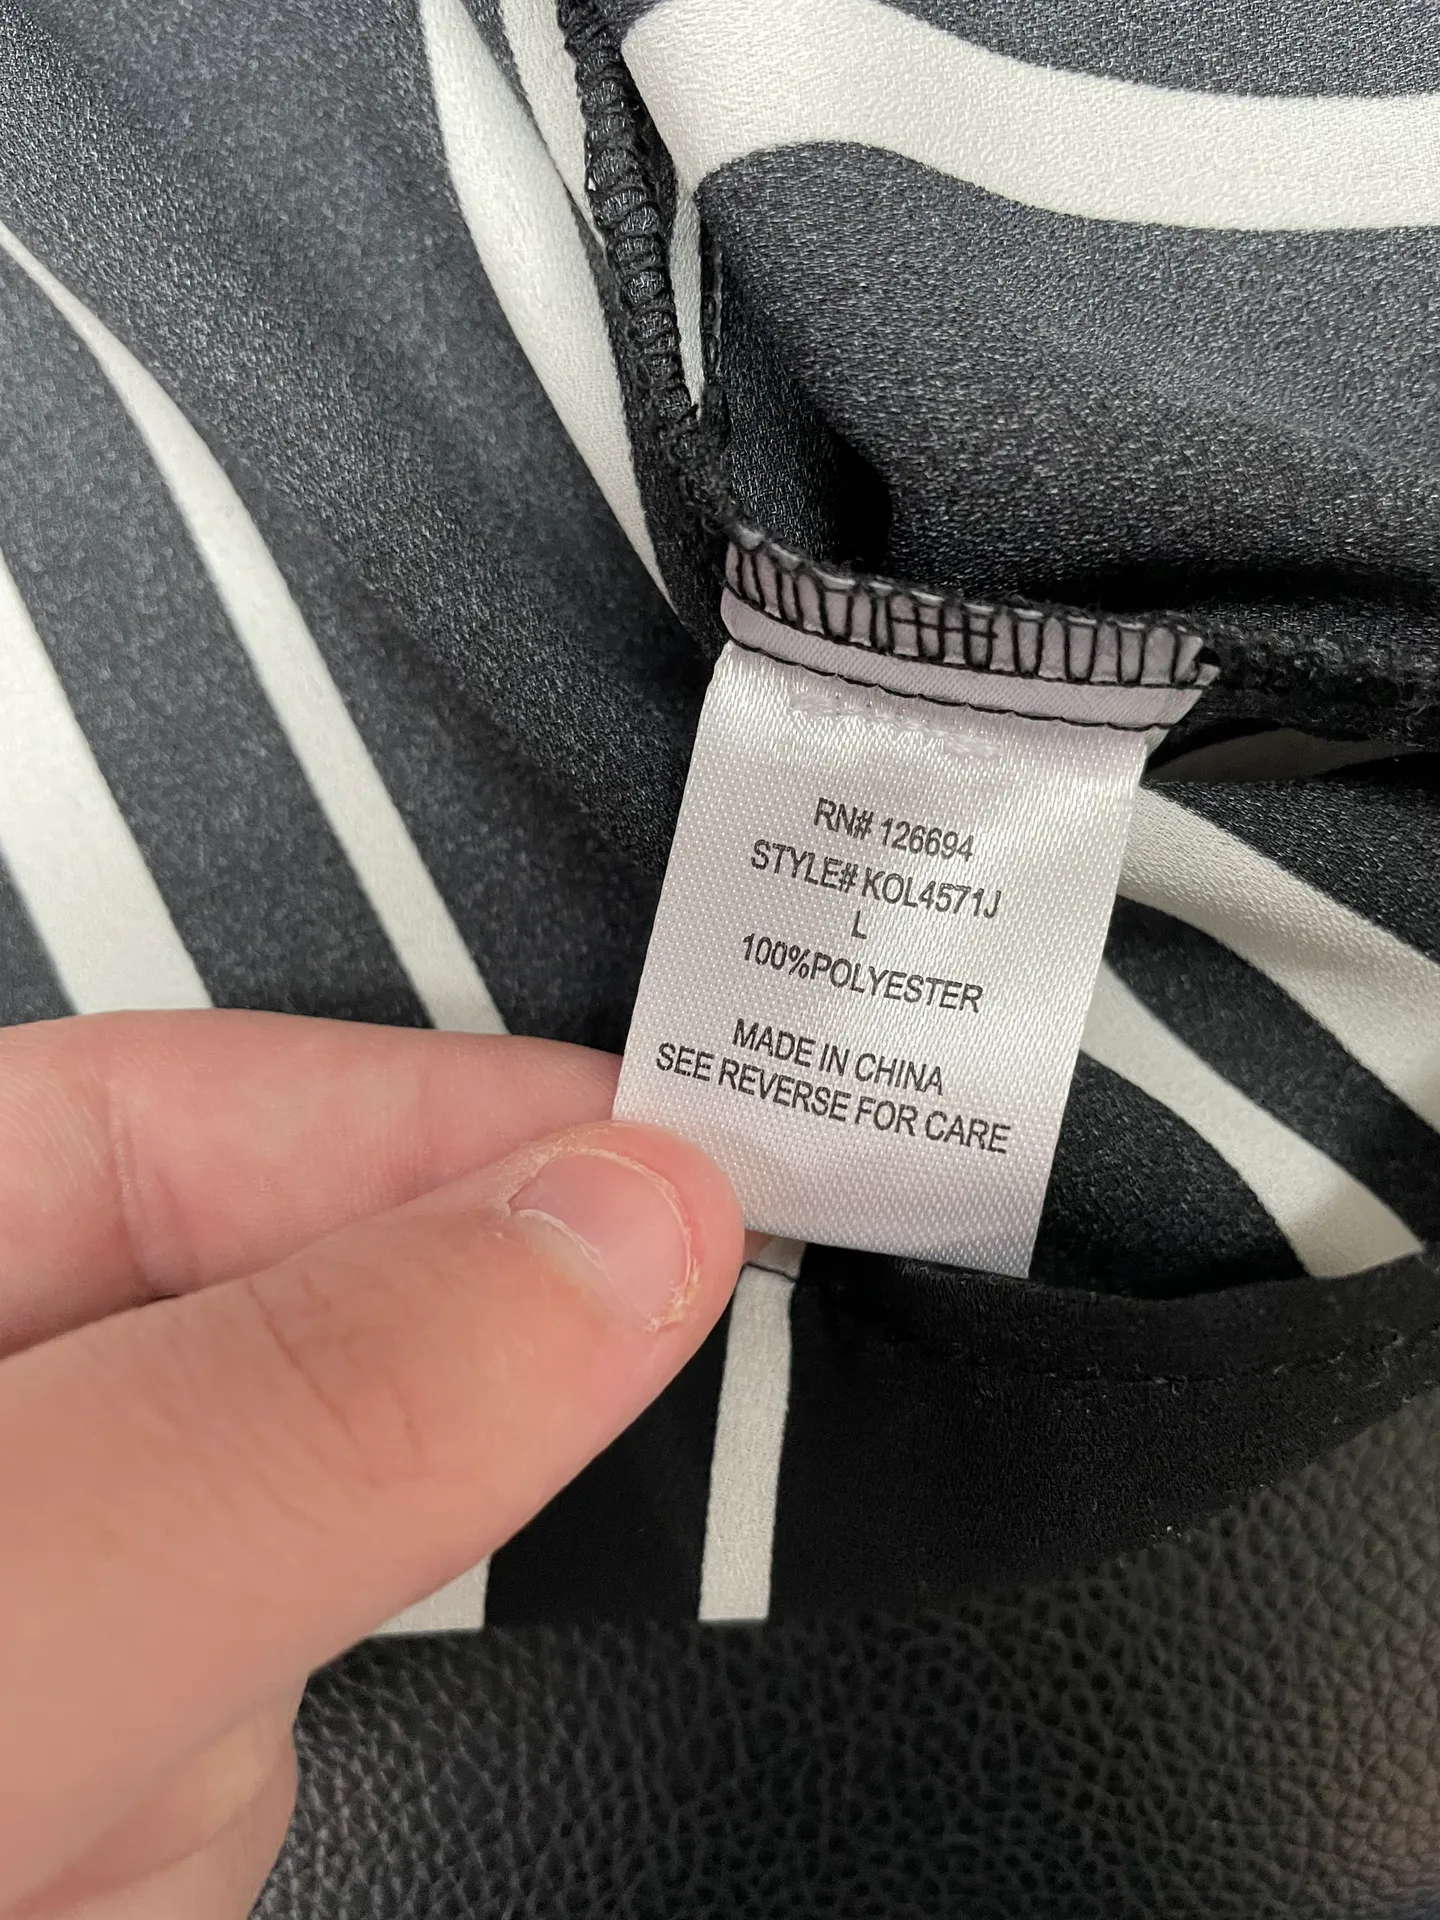 RN# 126694
STYLE# KOL4571J
L
100%POLYESTER
MADE IN CHINA
SEE REVERSE FOR CARE